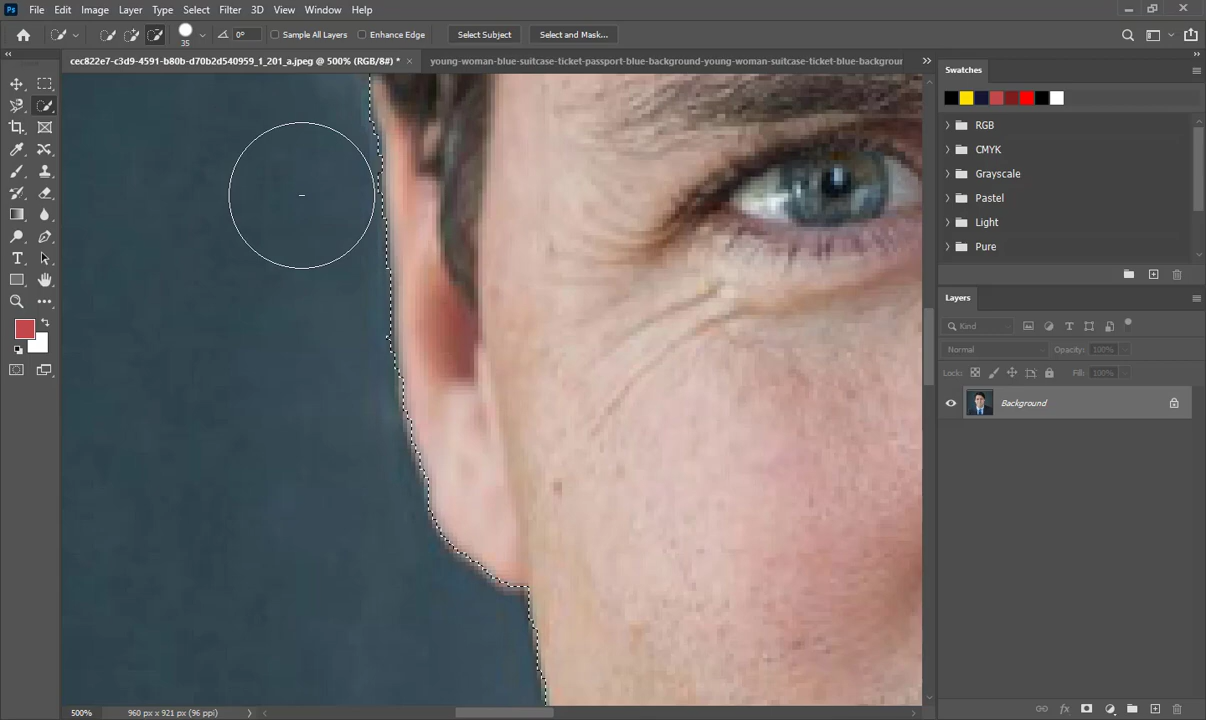 Ps File Edit Image Layer Type Select Filter 3D View Window Help
35 0° Sample All Layers Enhance Edge Select Subject Select and Mask...
cec822e7-c3d9-4591-b80b-d70b2d540959_1_201_a.jpeg @ 500% (RGB/8#) * × young-woman-blue-suitcase-ticket-passport-blue-background-young-woman-suitcase-ticket-blue-backgroun
Swatches
RGB
CMYK
Grayscale
Pastel
Light
Pure
Layers
Kind
Normal Opacity: 100%
Lock: Fill: 100%
Background
500% 960 px x 921 px (96 ppi)